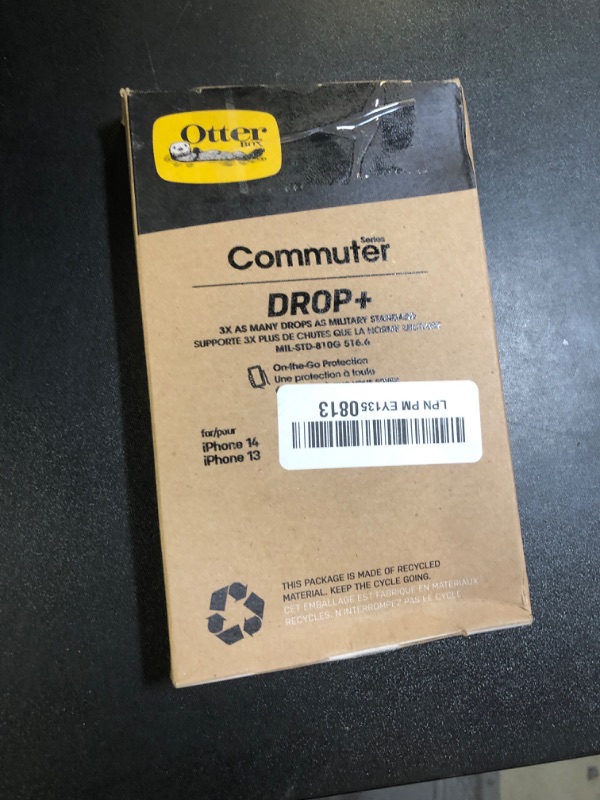 Otter
BOX
Commuter Series
DROP+
3X AS MANY DROPS AS MILITARY STANDARD
SUPPORTE 3X PLUS DE CHUTES QUE LA NORME MILITAIRE
MIL-STD-810G 516.6
On-the-Go Protection
Une protection à toute
LPN PM EY1350813
for/pour
iPhone 14
iPhone 13
THIS PACKAGE IS MADE OF RECYCLED
MATERIAL. KEEP THE CYCLE GOING.
CET EMBALLAGE EST FABRIQUÉ EN MATÉRIAUX
RECYCLÉS. N'INTERROMPEZ PAS LE CYCLE